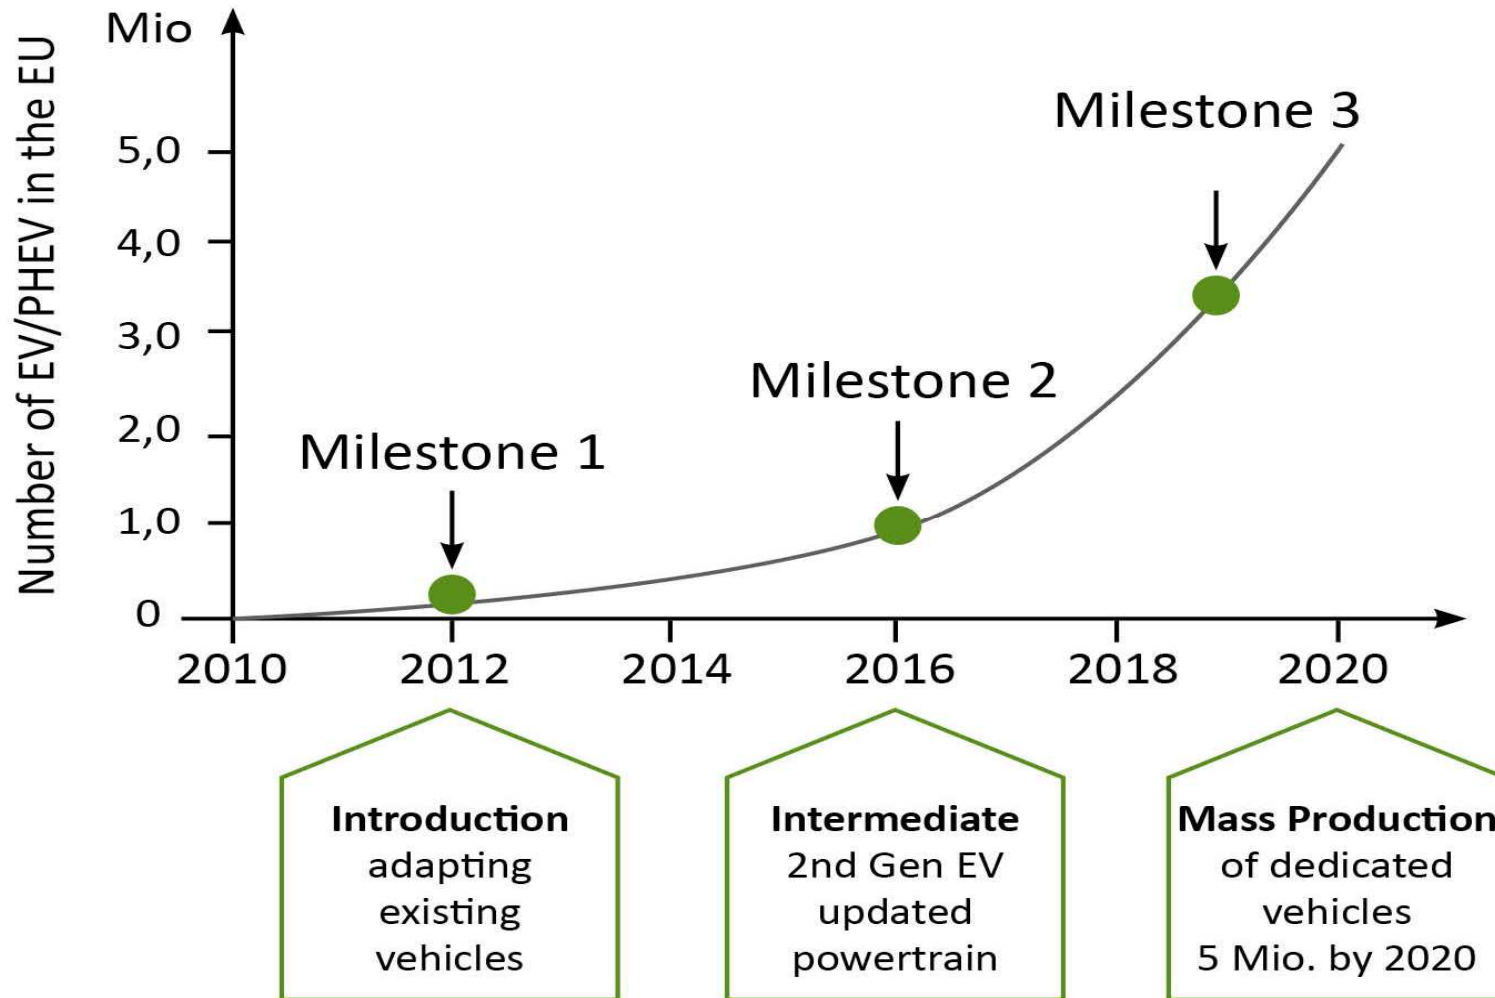 Number of EV/PHEV in the EU
Mio
5,0
4,0
3,0
2,0
1,0
0
Milestone 1
Milestone 2
Milestone 3
2010
2012
2014
2016
2018
2020
Introduction
adapting
existing
vehicles
Intermediate
2nd Gen EV
updated
powertrain
Mass Production
of dedicated
vehicles
5 Mio. by 2020